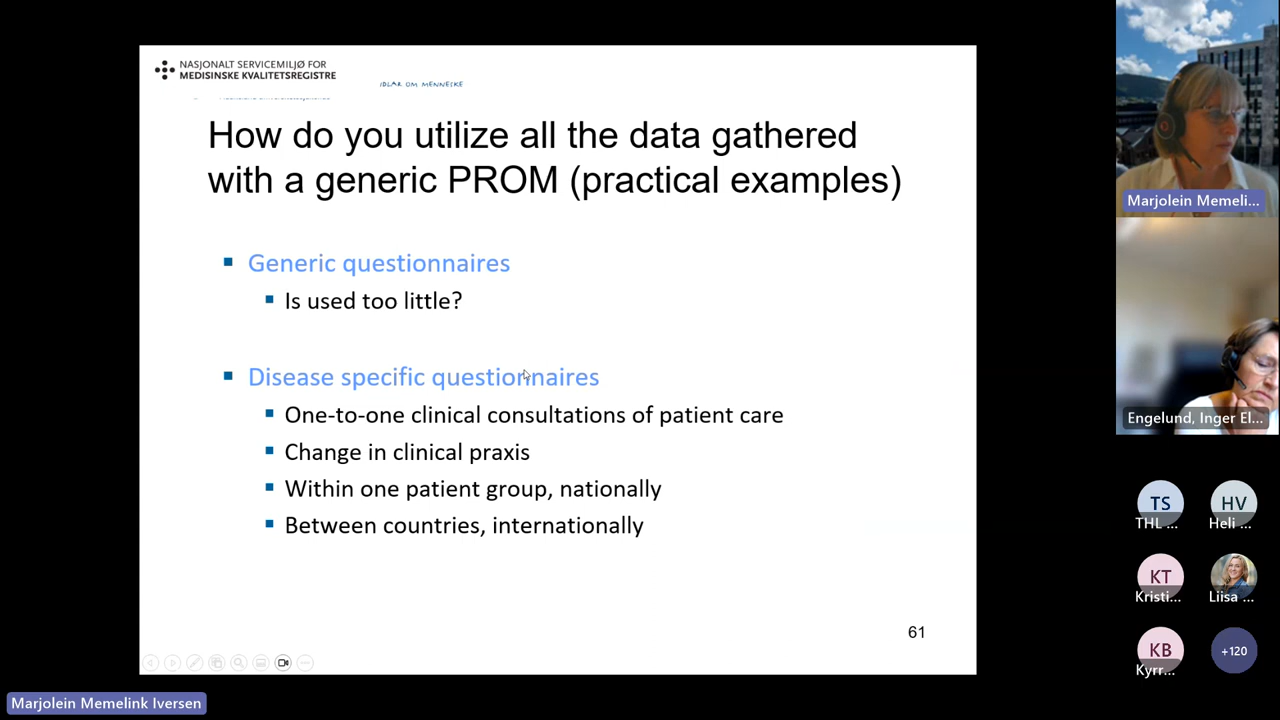 NASJONALT SERVICEMILJØ FOR
MEDISINSKE KVALITETSREGISTRE
IDLAR OM MENNESKE
How do you utilize all the data gathered
with a generic PROM (practical examples)
Generic questionnaires
Is used too little?
Disease specific questionnaires
One-to-one clinical consultations of patient care
Change in clinical praxis
Within one patient group, nationally
Between countries, internationally
61
Marjolein Memeli...
Engelund, Inger El...
TS
THL ...
HV
Heli ...
KT
Kristi...
Liisa ...
KB
Kyrr...
+120
Marjolein Memelink Iversen